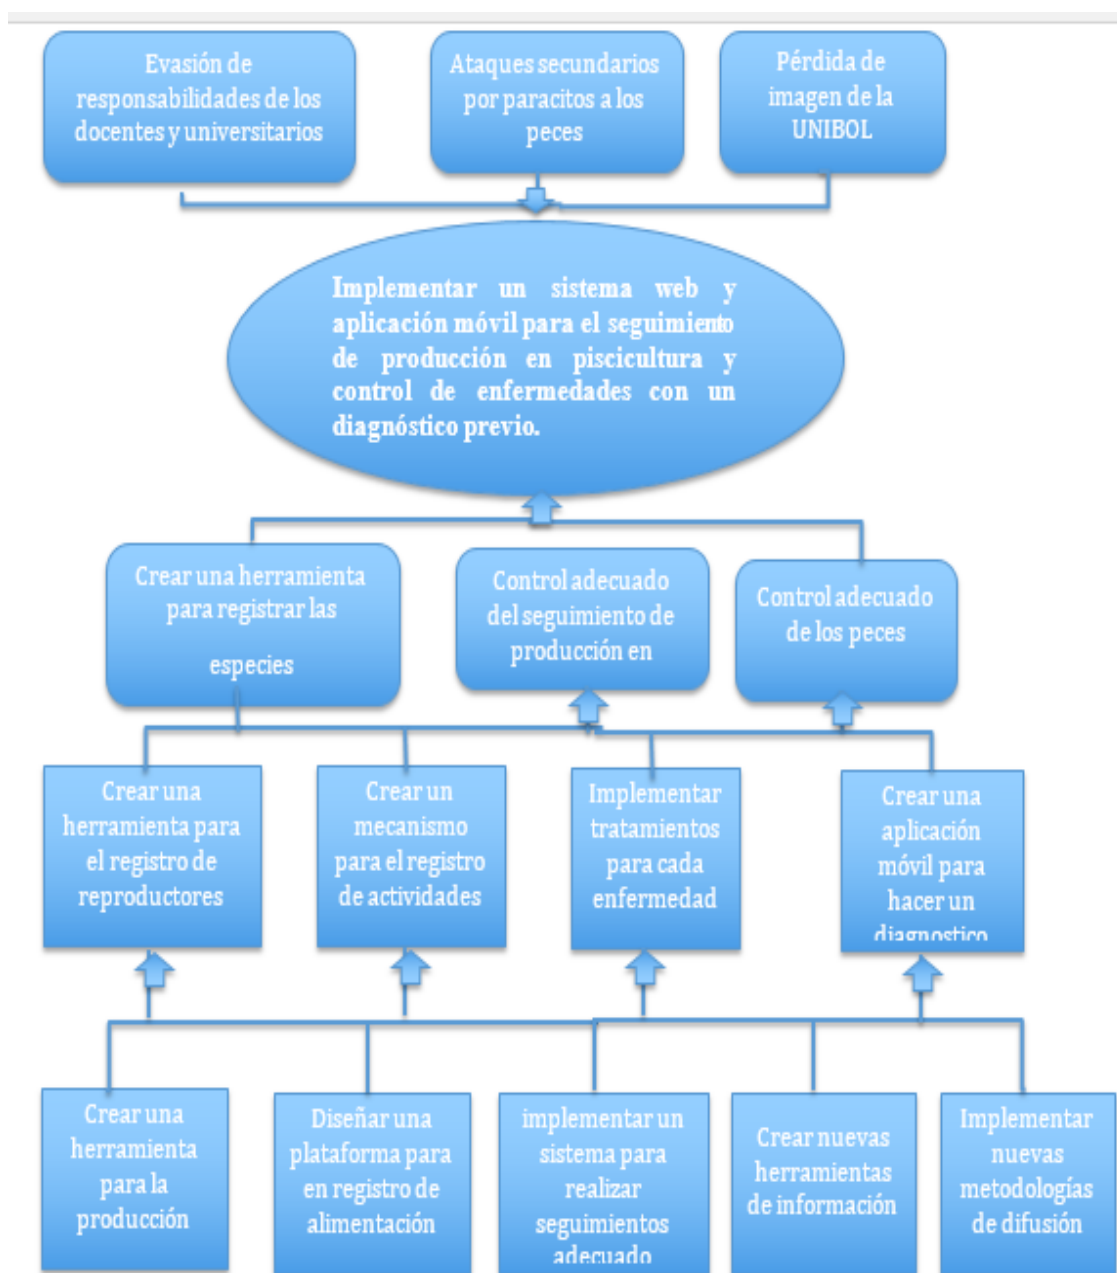 Evasión de
responsabilidades de los
docentes y universitarios
Ataques secundarios
por paracitos a los
peces
Pérdida de
imagen de la
UNIBOL
Implementar un sistema web y
aplicación móvil para el seguimiento
de producción en piscicultura y
control de enfermedades con un
diagnóstico previo.
Crear una herramienta
para registrar las
especies
Control adecuado
del seguimiento de
producción en
Control adecuado
de los peces
Crear una
herramienta para
el registro de
reproductores
Crear un
mecanismo
para el registro
de actividades
Implementar
tratamientos
para cada
enfermedad
Crear una
aplicación
móvil para
hacer un
diagnostico
Crear una
herramienta
para la
producción
Diseñar una
plataforma para
en registro de
alimentación
implementar un
sistema para
realizar
seguimientos
adecuado
Crear nuevas
herramientas
de información
Implementar
nuevas
metodologías
de difusión